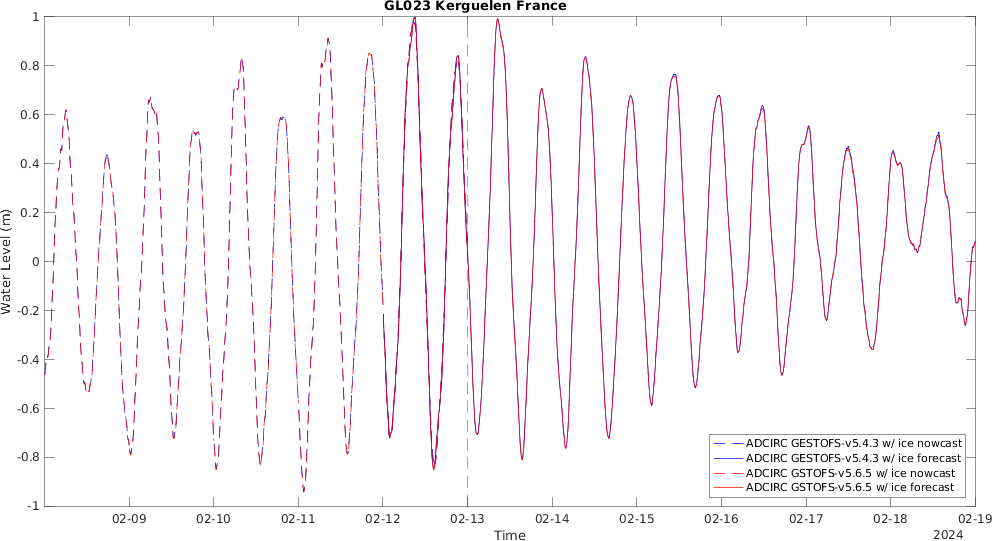 GL023 Kerguelen France
1
0.8
0.6
0.4
0.2
0
-0.2
-0.4
-0.6
-0.8
-1
Water Level (m)
ADCIRC GESTOFS-v5.4.3 w/ ice nowcast
ADCIRC GESTOFS-v5.4.3 w/ ice forecast
ADCIRC GSTOFS-v5.6.5 w/ ice nowcast
ADCIRC GSTOFS-v5.6.5 w/ ice forecast
02-09 02-10 02-11 02-12 02-13 02-14 02-15 02-16 02-17 02-18 02-19
Time
2024